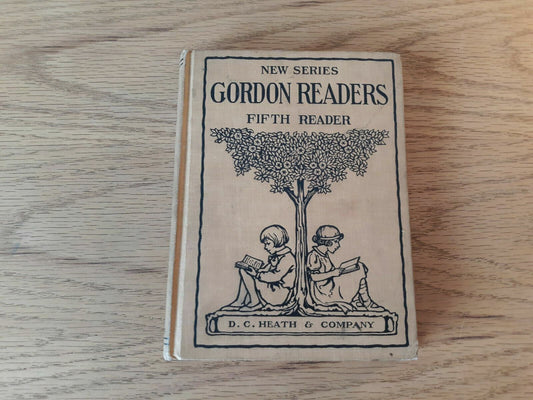 NEW SERIES
GORDON READERS
FIFTH READER
D. C. HEATH & COMPANY